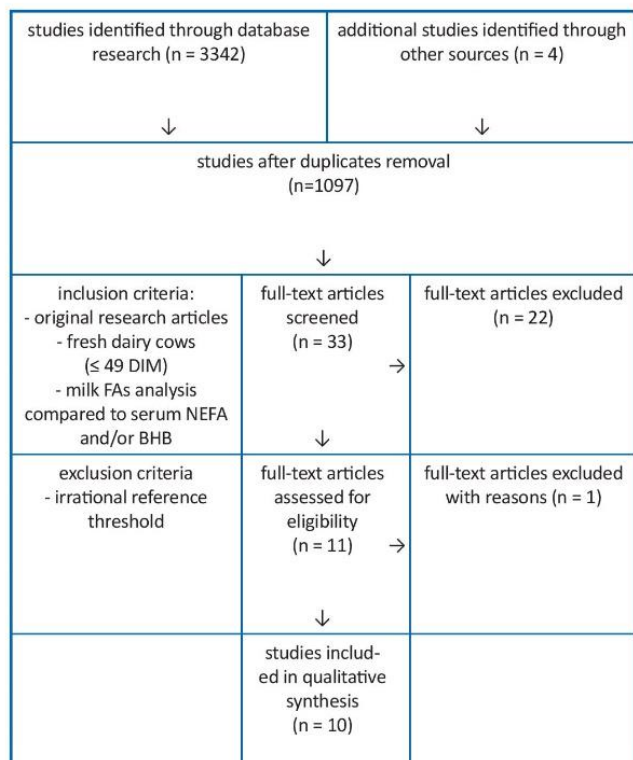 studies identified through database
research (n = 3342)
additional studies identified through
other sources (n = 4)
↓
↓
studies after duplicates removal
(n=1097)
↓
inclusion criteria:
- original research articles
- fresh dairy cows
(≤ 49 DIM)
- milk FAs analysis
compared to serum NEFA
and/or BHB
full-text articles
screened
(n = 33)
→
↓
full-text articles excluded
(n = 22)
exclusion criteria
- irrational reference
threshold
full-text articles
assessed for
eligibility
(n = 11)
→
↓
full-text articles excluded
with reasons (n = 1)
studies includ-
ed in qualitative
synthesis
(n = 10)